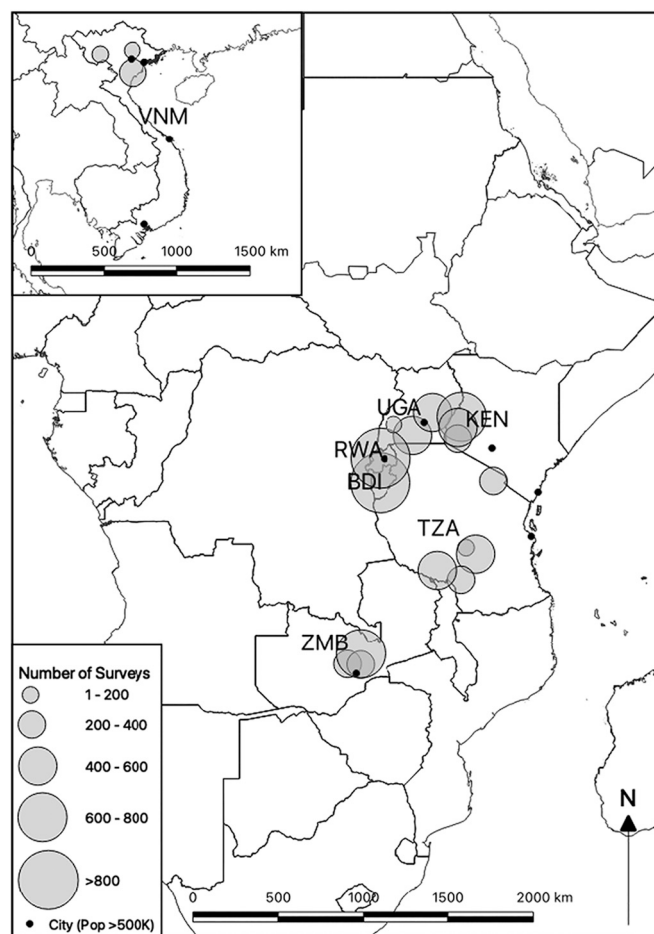 VNM
0 500 1000 1500 km
UGA
KEN
RWA
BDI
TZA
ZMB
Number of Surveys
1 - 200
200 - 400
400 - 600
600 - 800
>800
City (Pop >500K)
N
0 500 1000 1500 2000 km